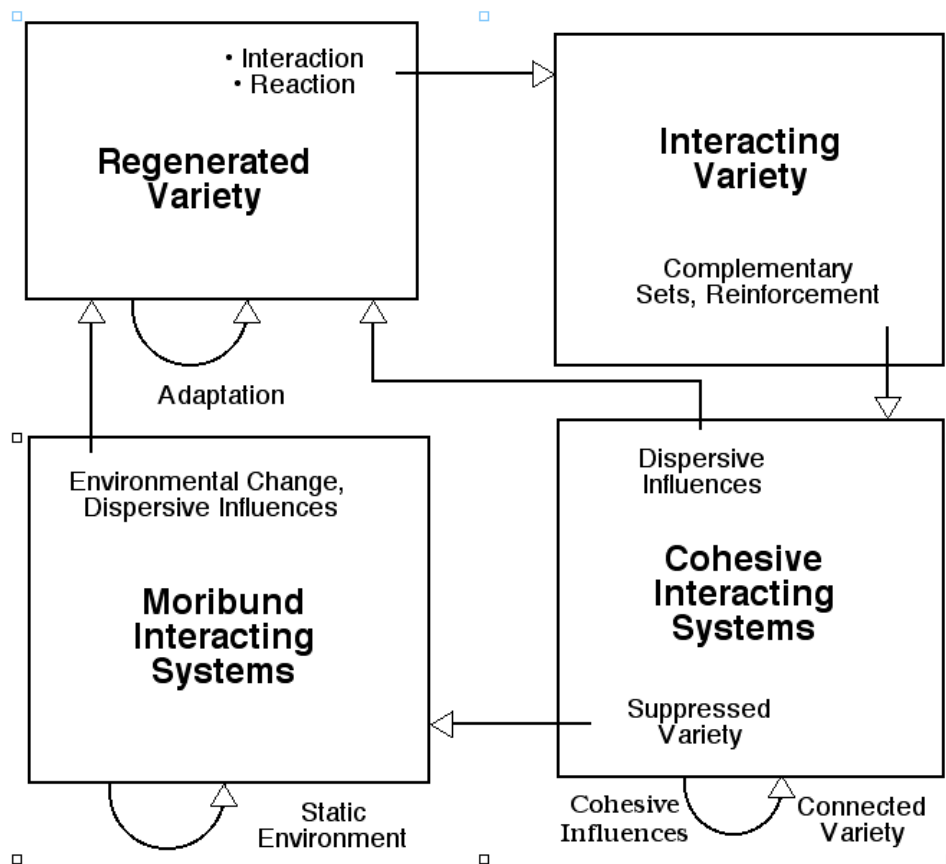 • Interaction
• Reaction
Regenerated
Variety
Interacting
Variety
Complementary
Sets, Reinforcement
Adaptation
Environmental Change,
Dispersive Influences
Moribund
Interacting
Systems
Dispersive
Influences
Cohesive
Interacting
Systems
Suppressed
Variety
Static
Environment
Cohesive
Influences
Connected
Variety